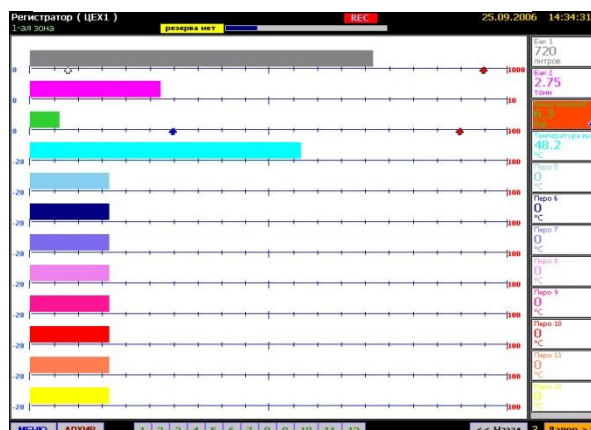 Регистратор ( ЦЕХ1 )
REC
25.09.2006 14:34:31
1-ая зона
резерва нет
Бак 1
720
литров
0
1000
Бак 2
2.75
тонн
0
10
6.3
0
100
Температура
48.2
°C
-20
100
Перо 5
0
°C
-20
100
Перо 6
0
°C
-20
100
Перо 7
0
°C
-20
100
Перо 8
0
°C
-20
100
Перо 9
0
°C
-20
100
Перо 10
0
°C
-20
100
Перо 11
0
°C
-20
100
Перо 12
0
°C
-20
100
МЕНЮ АРХИВ 1 2 3 4 5 6 7 8 9 10 11 12 << Назад 2 Далее >